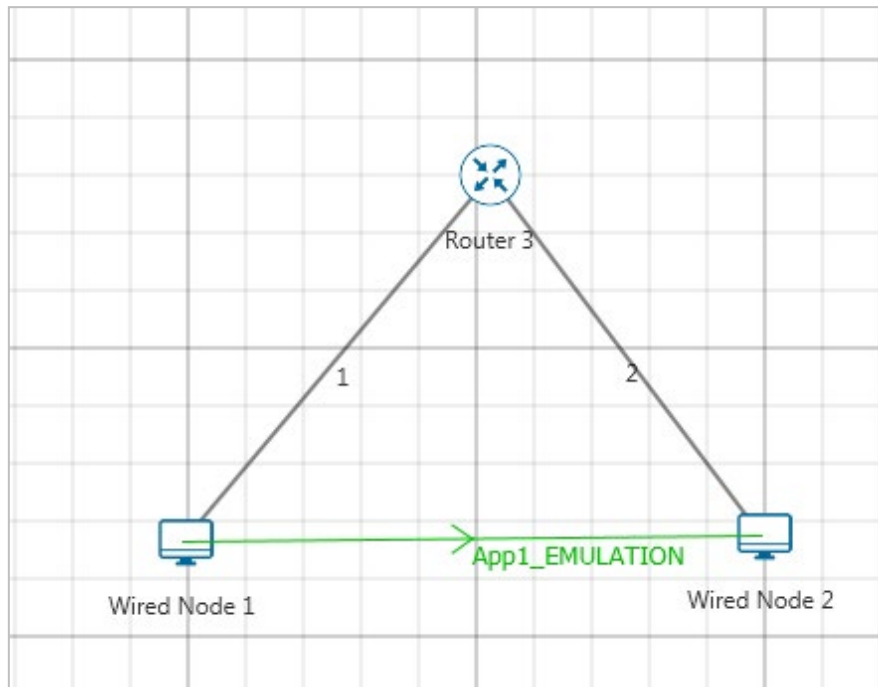 Router 3
1
2
App1_EMULATION
Wired Node 1
Wired Node 2